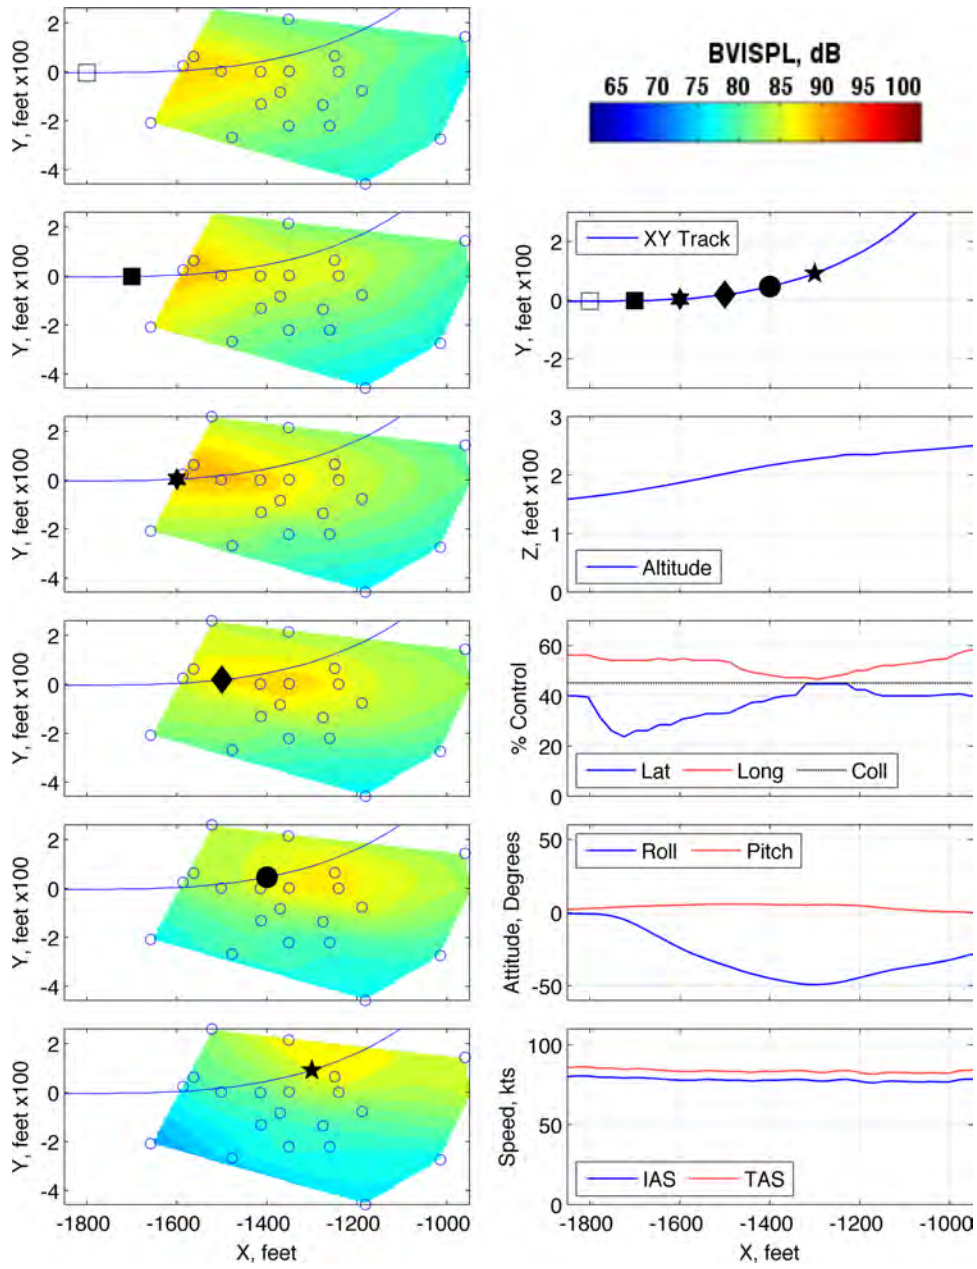 BVISPL, dB
65 70 75 80 85 90 95 100
2
0
-2
-4
Y, feet x100
2
0
-2
-4
Y, feet x100
XY Track
2
0
-2
Y, feet x100
2
0
-2
-4
Y, feet x100
3
2
1
0
Z, feet x100
Altitude
2
0
-2
-4
Y, feet x100
60
40
20
0
% Control
Lat Long Coll
2
0
-2
-4
Y, feet x100
Roll Pitch
50
0
-50
Attitude, Degrees
2
0
-2
-4
Y, feet x100
-1800 -1600 -1400 -1200 -1000
X, feet
100
50
0
Speed, kts
IAS TAS
-1800 -1600 -1400 -1200 -1000
X, feet